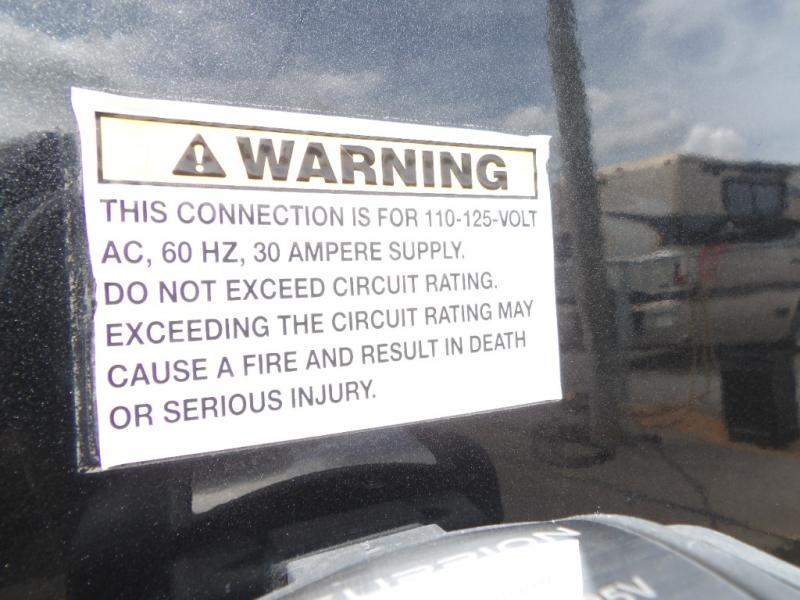 WARNING
THIS CONNECTION IS FOR 110-125-VOLT
AC, 60 HZ, 30 AMPERE SUPPLY.
DO NOT EXCEED CIRCUIT RATING.
EXCEEDING THE CIRCUIT RATING MAY
CAUSE A FIRE AND RESULT IN DEATH
OR SERIOUS INJURY.